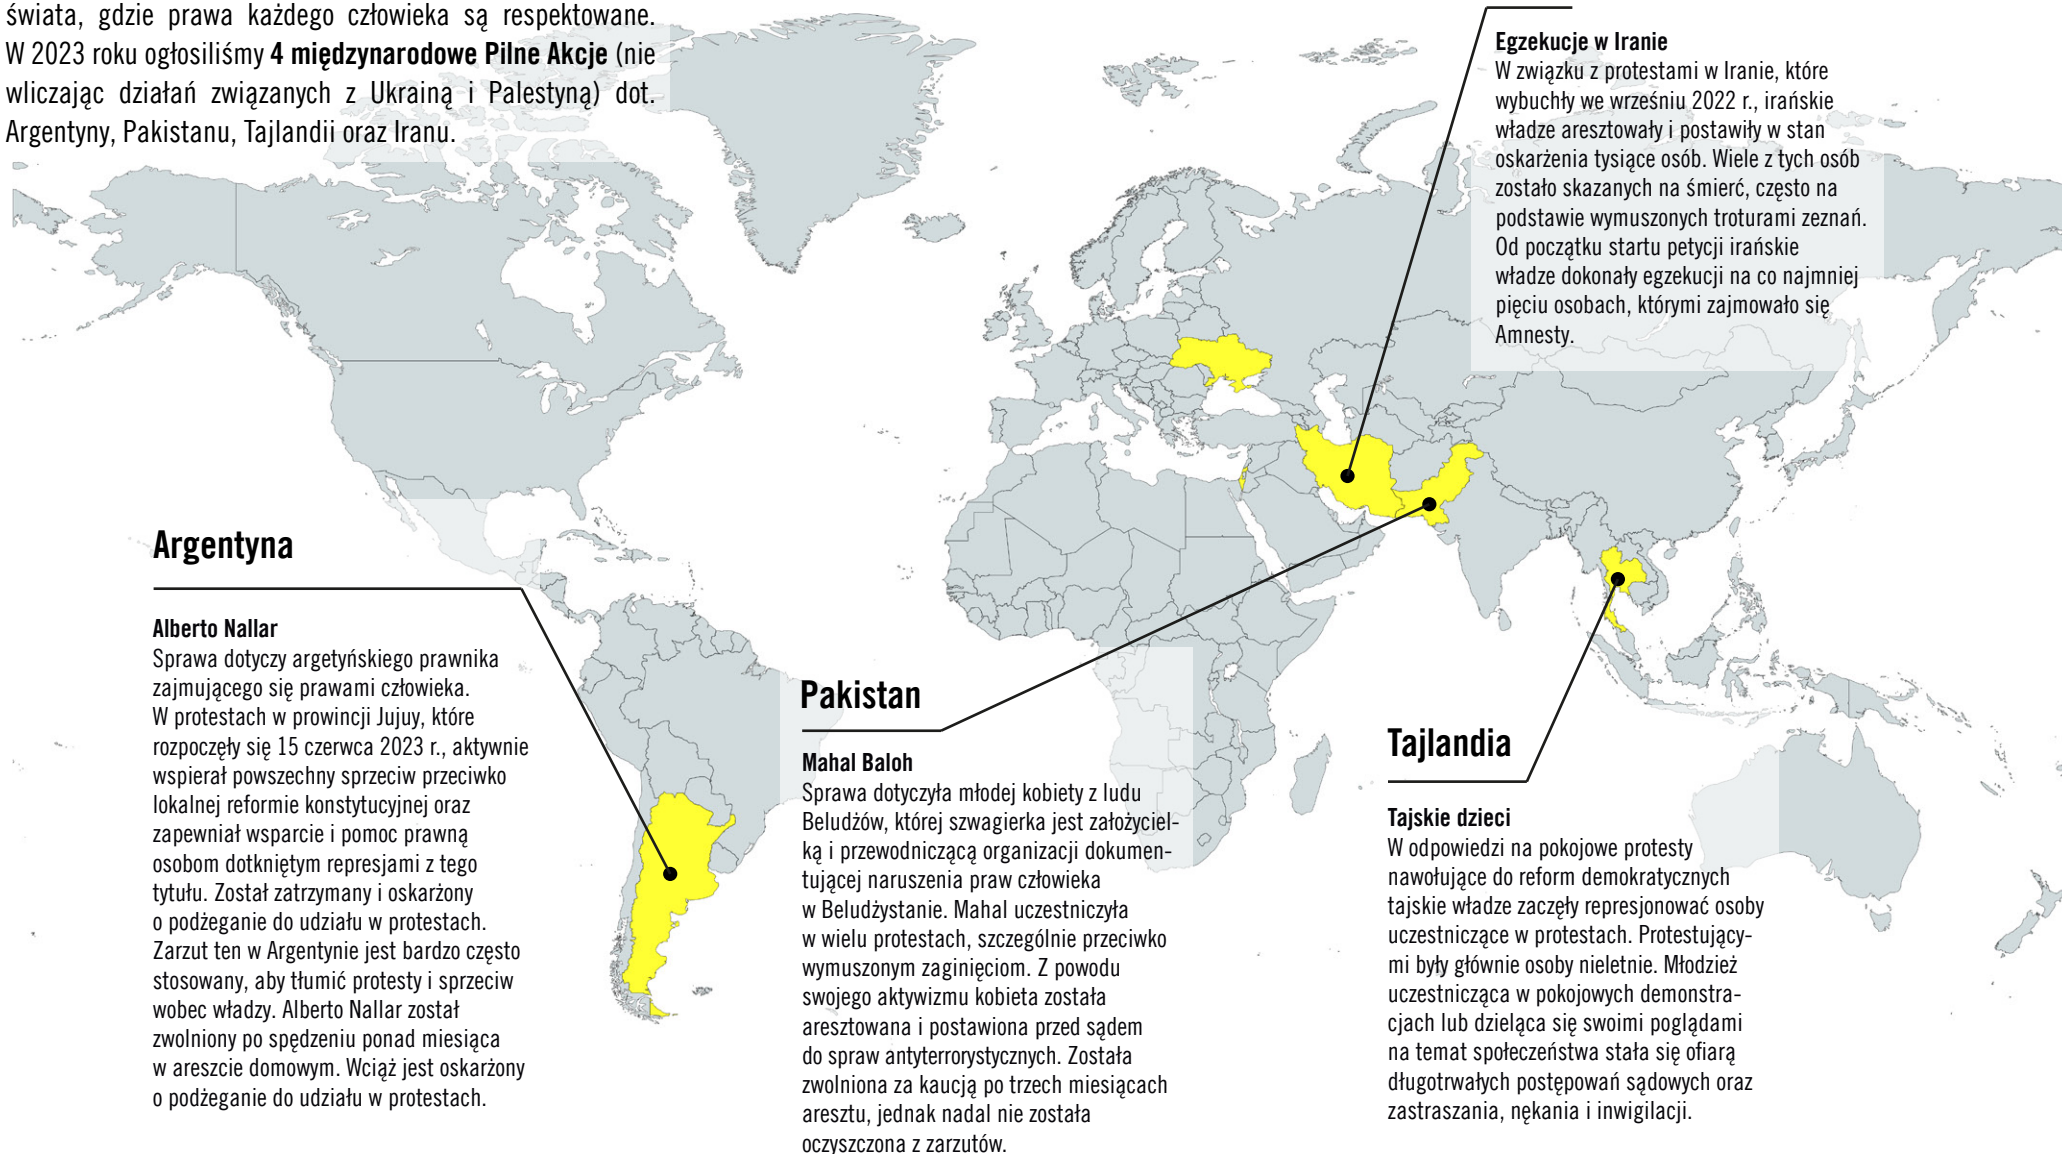 świata, gdzie prawa każdego człowieka są respektowane.
W 2023 roku ogłosiliśmy 4 międzynarodowe Pilne Akcje (nie
wliczając działań związanych z Ukrainą i Palestyną) dot.
Argentyny, Pakistanu, Tajlandii oraz Iranu.
Egzekucje w Iranie
W związku z protestami w Iranie, które
wybuchły we wrześniu 2022 r., irańskie
władze aresztowały i postawiły w stan
oskarżenia tysiące osób. Wiele z tych osób
zostało skazanych na śmierć, często na
podstawie wymuszonych troturami zeznań.
Od początku startu petycji irańskie
władze dokonały egzekucji na co najmniej
pięciu osobach, którymi zajmowało się
Amnesty.
Argentyna
Alberto Nallar
Sprawa dotyczy argetyńskiego prawnika
zajmującego się prawami człowieka.
W protestach w prowincji Jujuy, które
rozpoczęły się 15 czerwca 2023 r., aktywnie
wspierał powszechny sprzeciw przeciwko
lokalnej reformie konstytucyjnej oraz
zapewniał wsparcie i pomoc prawną
osobom dotkniętym represjami z tego
tytułu. Został zatrzymany i oskarżony
o podżeganie do udziału w protestach.
Zarzut ten w Argentynie jest bardzo często
stosowany, aby tłumić protesty i sprzeciw
wobec władzy. Alberto Nallar został
zwolniony po spędzeniu ponad miesiąca
w areszcie domowym. Wciąż jest oskarżony
o podżeganie do udziału w protestach.
Pakistan
Mahal Baloh
Sprawa dotyczyła młodej kobiety z ludu
Beludżów, której szwagierka jest założyciel-
ką i przewodniczącą organizacji dokumen-
tującej naruszenia praw człowieka
w Beludżystanie. Mahal uczestniczyła
w wielu protestach, szczególnie przeciwko
wymuszonym zaginięciom. Z powodu
swojego aktywizmu kobieta została
aresztowana i postawiona przed sądem
do spraw antyterrorystycznych. Została
zwolniona za kaucją po trzech miesiącach
aresztu, jednak nadal nie została
oczyszczona z zarzutów.
Tajlandia
Tajskie dzieci
W odpowiedzi na pokojowe protesty
nawołujące do reform demokratycznych
tajskie władze zaczęły represjonować osoby
uczestniczące w protestach. Protestujący-
mi były głównie osoby nieletnie. Młodzież
uczestnicząca w pokojowych demonstra-
cjach lub dzieląca się swoimi poglądami
na temat społeczeństwa stała się ofiarą
długotrwałych postępowań sądowych oraz
zastraszania, nękania i inwigilacji.